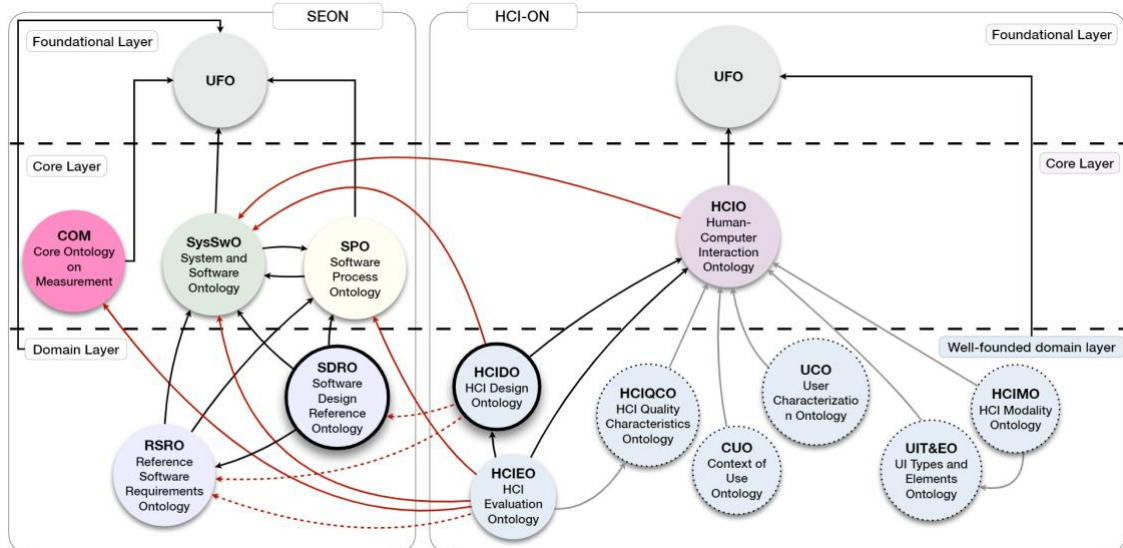 SEON
HCI-ON
Foundational Layer
Foundational Layer
UFO
UFO
Core Layer
Core Layer
COM
Core Ontology
on
Measurement
SysSwO
System and
Software
Ontology
SPO
Software
Process
Ontology
HCIO
Human-
Computer
Interaction
Ontology
Domain Layer
Well-founded domain layer
SDRO
Software
Design
Reference
Ontology
HCIDO
HCI Design
Ontology
HCIQCO
HCI Quality
Characteristics
Ontology
UCO
User
Characterizatio
n Ontology
HCIMO
HCI Modality
Ontology
RSRO
Reference
Software
Requirements
Ontology
HCIEO
HCI
Evaluation
Ontology
CUO
Context of
Use
Ontology
UIT&EO
UI Types and
Elements
Ontology